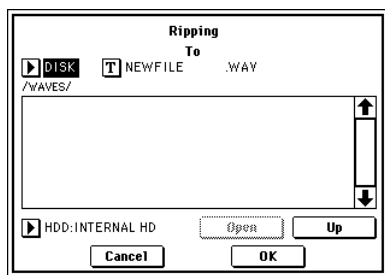 Ripping
To
DISK T NEWFILE .WAV
/WAVES/
HDD:INTERNAL HD Open Up
Cancel OK